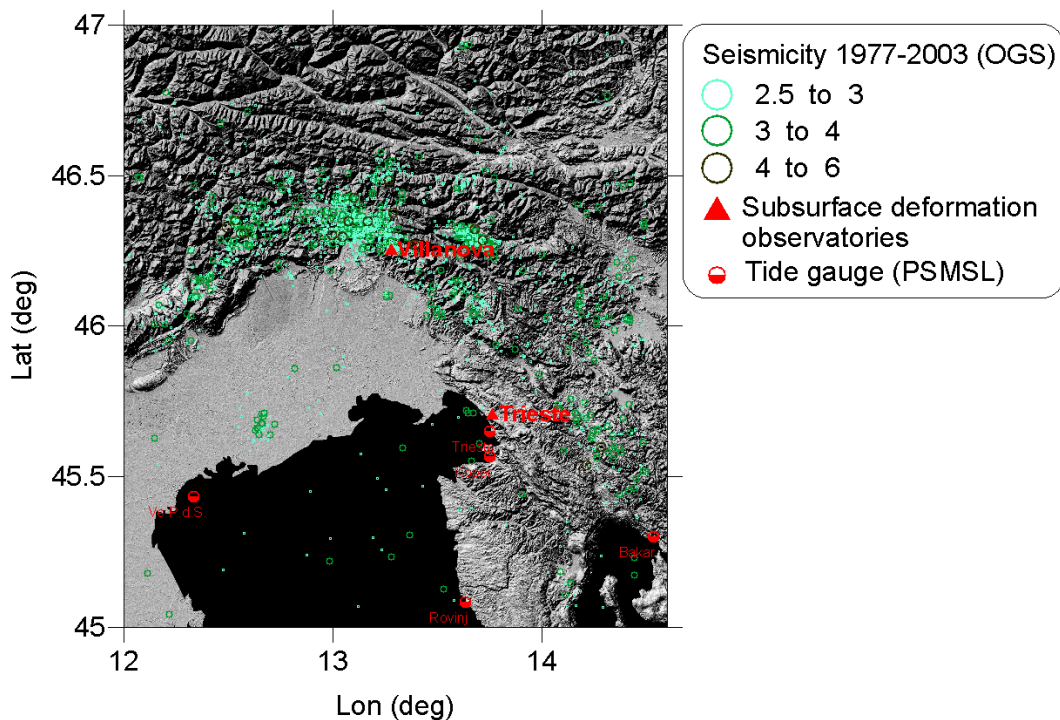 47
46.5
46
45.5
45
Lat (deg)
12
13
14
Lon (deg)
Villanova
Trieste
Trieste
Ve P.d.S.
Bakar
Rovinj
Seismicity 1977-2003 (OGS)
2.5 to 3
3 to 4
4 to 6
Subsurface deformation
observatories
Tide gauge (PSMSL)